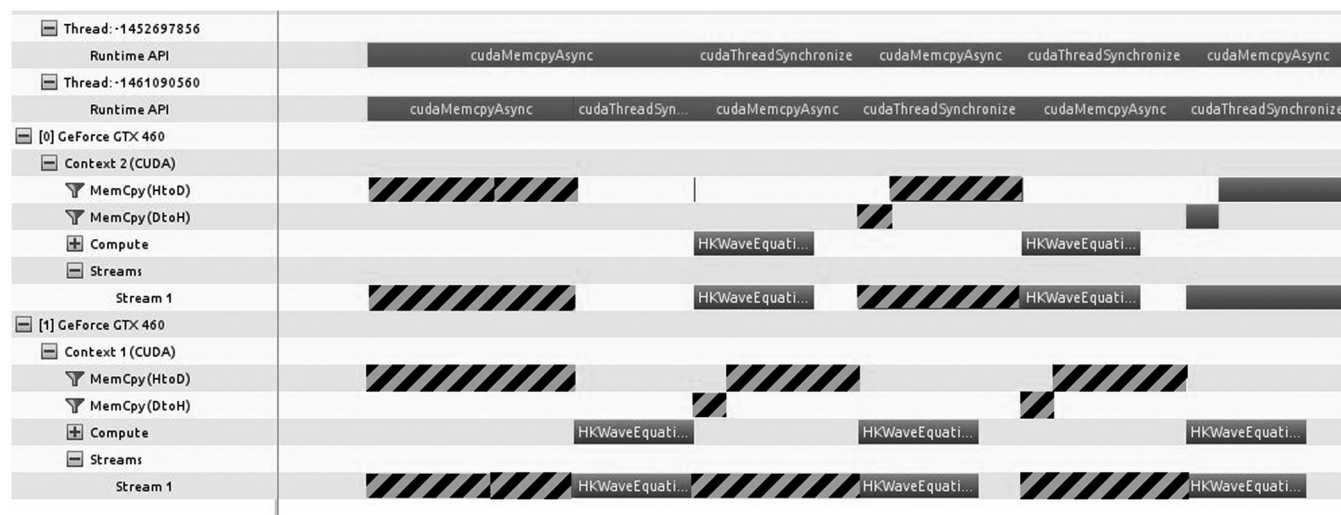 Thread:-1452697856
Runtime API cudaMemcpyAsync cudaThreadSynchronize cudaMemcpyAsync cudaThreadSynchronize cudaMemcpyAsync
Thread:-1461090560
Runtime API cudaMemcpyAsync cudaThreadSyn... cudaMemcpyAsync cudaThreadSynchronize cudaMemcpyAsync cudaThreadSynchronize
[0] GeForce GTX 460
Context 2 (CUDA)
MemCpy (HtoD)
MemCpy (DtoH)
Compute HKWaveEquati... HKWaveEquati...
Streams
Stream 1 HKWaveEquati... HKWaveEquati...
[1] GeForce GTX 460
Context 1 (CUDA)
MemCpy (HtoD)
MemCpy (DtoH)
Compute HKWaveEquati... HKWaveEquati... HKWaveEquati...
Streams
Stream 1 HKWaveEquati... HKWaveEquati... HKWaveEquati...